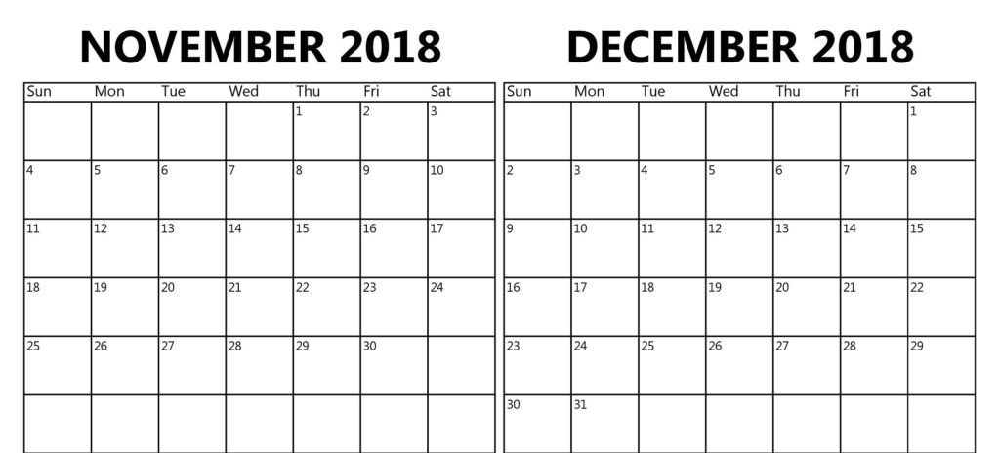 NOVEMBER 2018
Sun Mon Tue Wed Thu Fri Sat
1 2 3
4 5 6 7 8 9 10
11 12 13 14 15 16 17
18 19 20 21 22 23 24
25 26 27 28 29 30
DECEMBER 2018
Sun Mon Tue Wed Thu Fri Sat
1
2 3 4 5 6 7 8
9 10 11 12 13 14 15
16 17 18 19 20 21 22
23 24 25 26 27 28 29
30 31